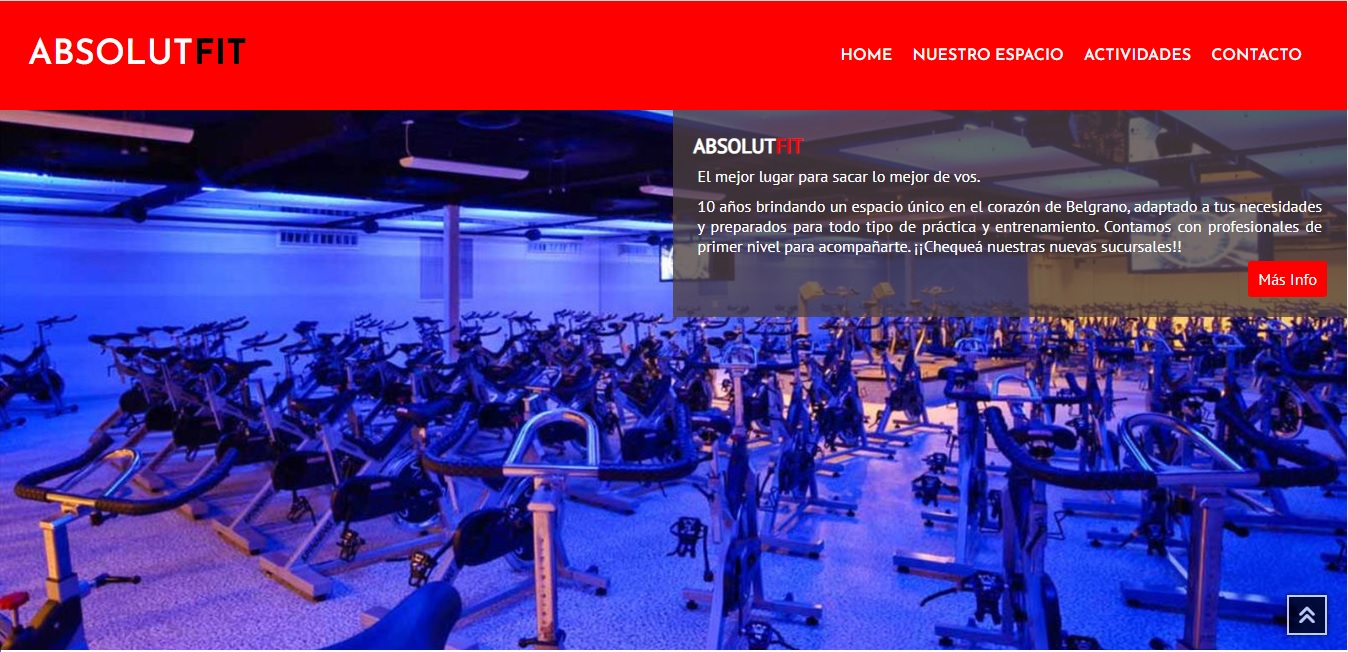 ABSOLUTFIT
HOME NUESTRO ESPACIO ACTIVIDADES CONTACTO
ABSOLUTFIT
El mejor lugar para sacar lo mejor de vos.
10 años brindando un espacio único en el corazón de Belgrano, adaptado a tus necesidades
y preparados para todo tipo de práctica y entrenamiento. Contamos con profesionales de
primer nivel para acompañarte. ¡¡Chequeá nuestras nuevas sucursales!!
Más Info